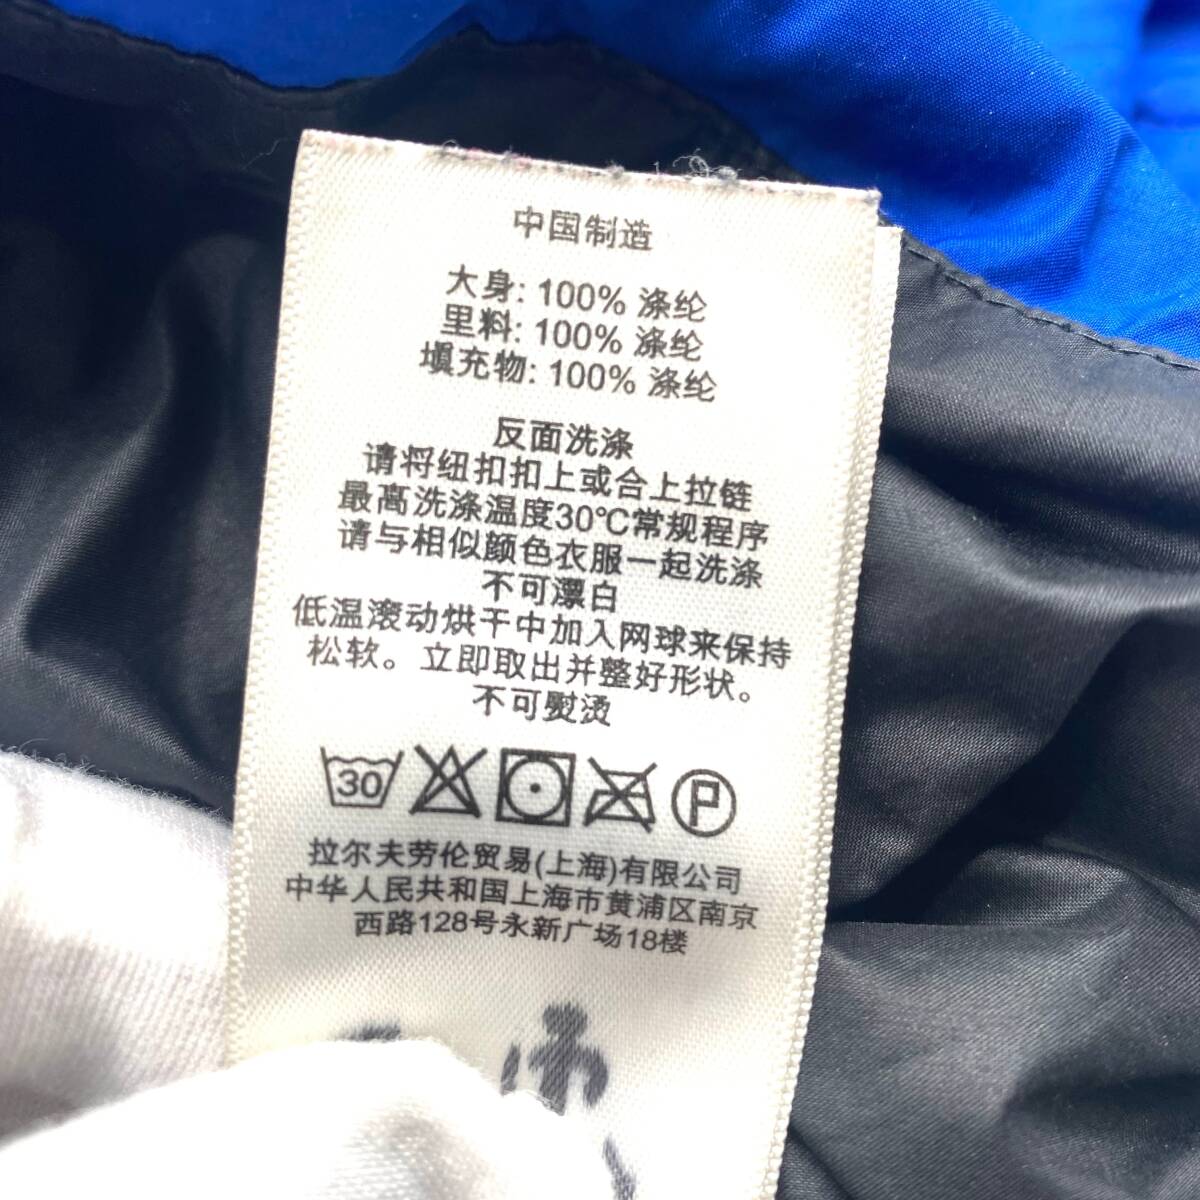 中国制造
大身: 100% 涤纶
里料: 100% 涤纶
填充物: 100% 涤纶
反面洗涤
请将纽扣扣上或合上拉链
最高洗涤温度30℃常规程序
请与相似颜色衣服一起洗涤
不可漂白
低温滚动烘干中加入网球来保持
松软。立即取出并整好形状。
不可熨烫
30
P
拉尔夫劳伦贸易(上海)有限公司
中华人民共和国上海市黄浦区南京
西路128号永新广场18楼